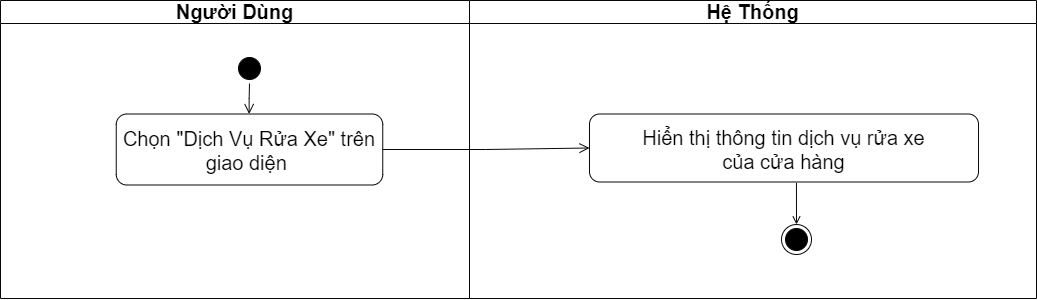 Người Dùng
Hệ Thống
Chọn "Dịch Vụ Rửa Xe" trên
giao diện
Hiển thị thông tin dịch vụ rửa xe
của cửa hàng